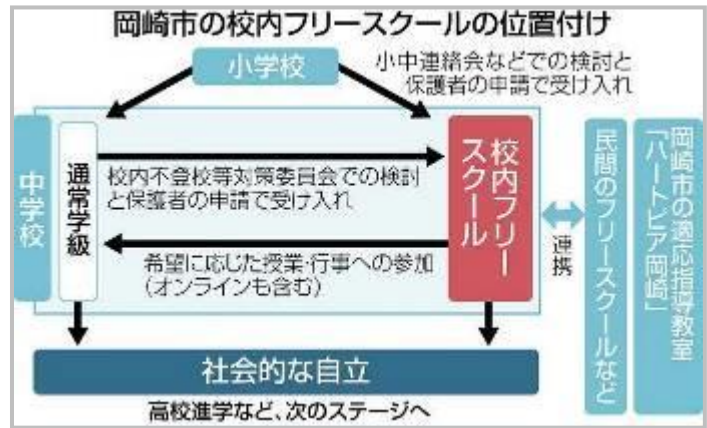 岡崎市の校内フリースクールの位置付け
小学校
小中連絡会などでの検討と
保護者の申請で受け入れ
中学校
通常学級
校内不登校等対策委員会での検討
と保護者の申請で受け入れ
希望に応じた授業・行事への参加
(オンラインも含む)
校内フリー
スクール
連携
岡崎市の適応指導教室
「ハートピア岡崎」
民間のフリースクールなど
社会的な自立
高校進学など、次のステージへ